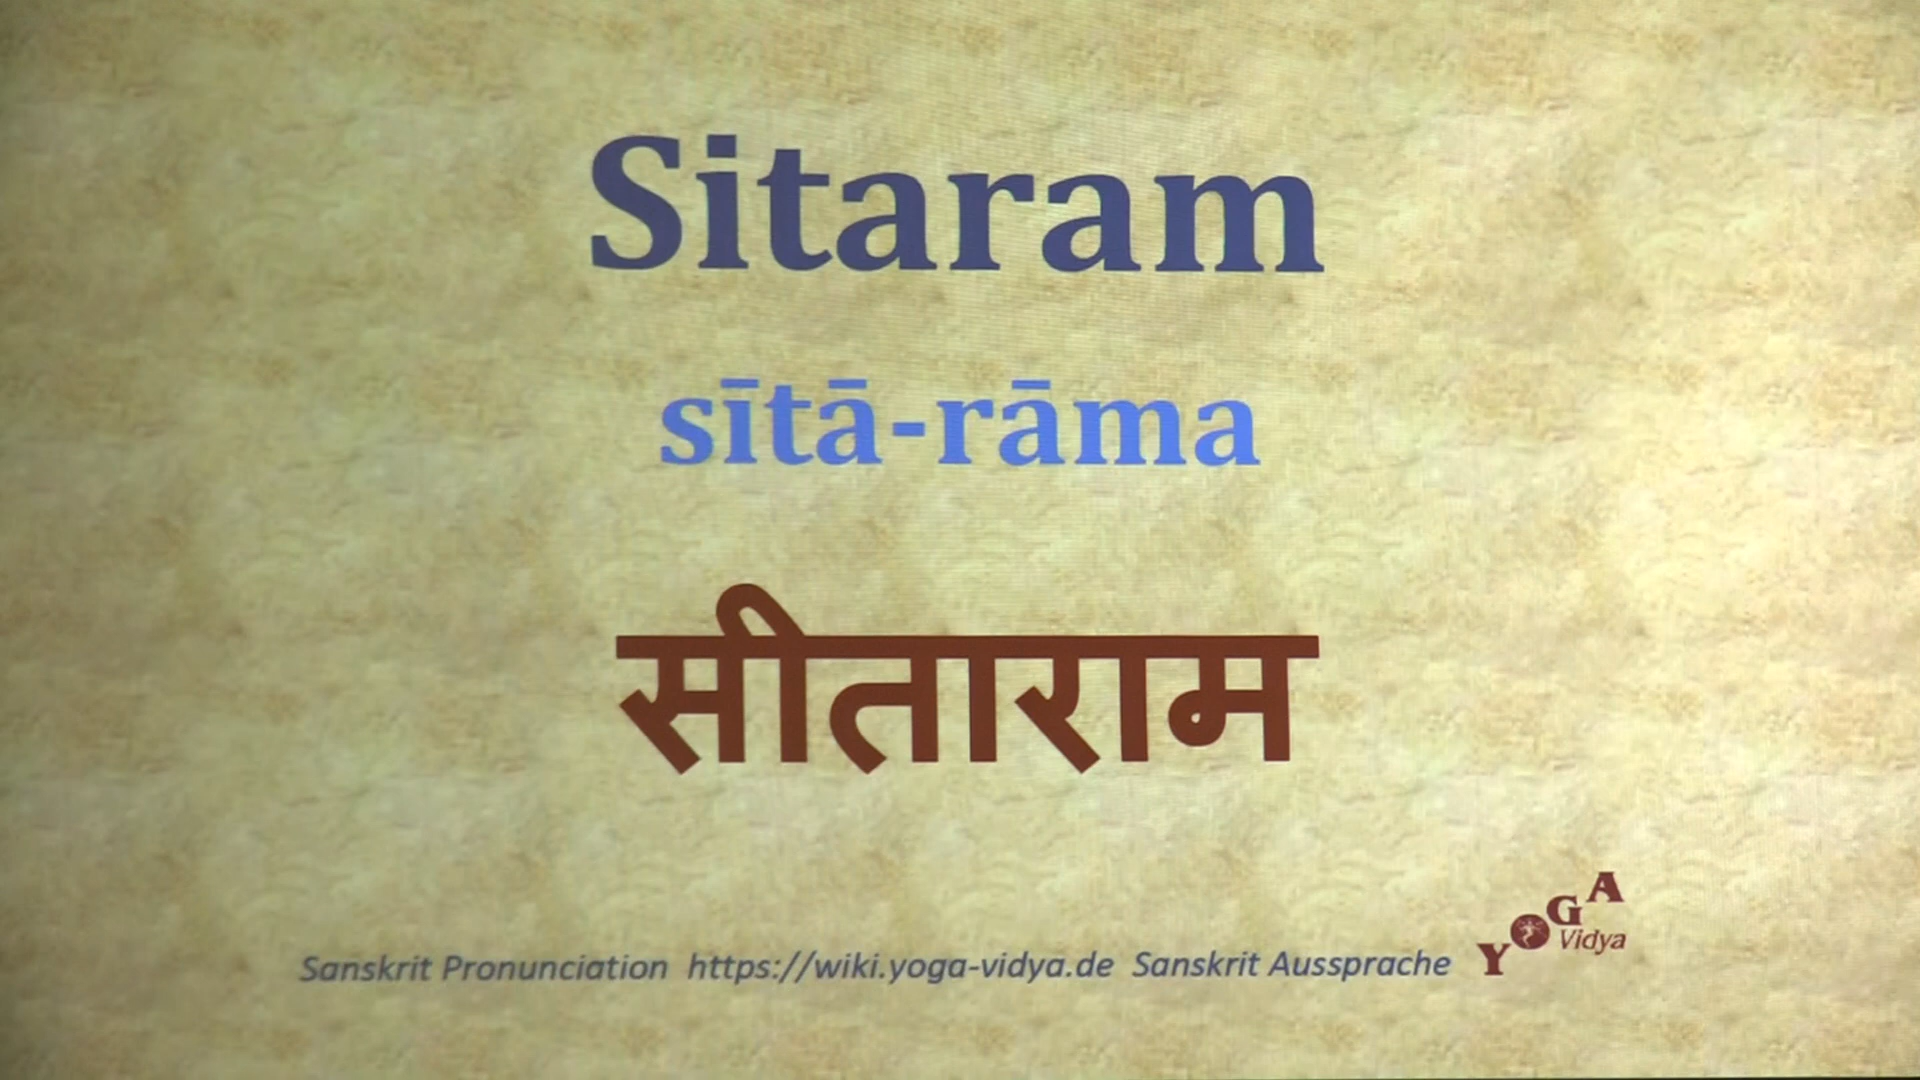 Sitaram
sītā-rāma
सीताराम
Sanskrit Pronunciation https://wiki.yoga-vidya.de Sanskrit Aussprache
YOGA
Vidya